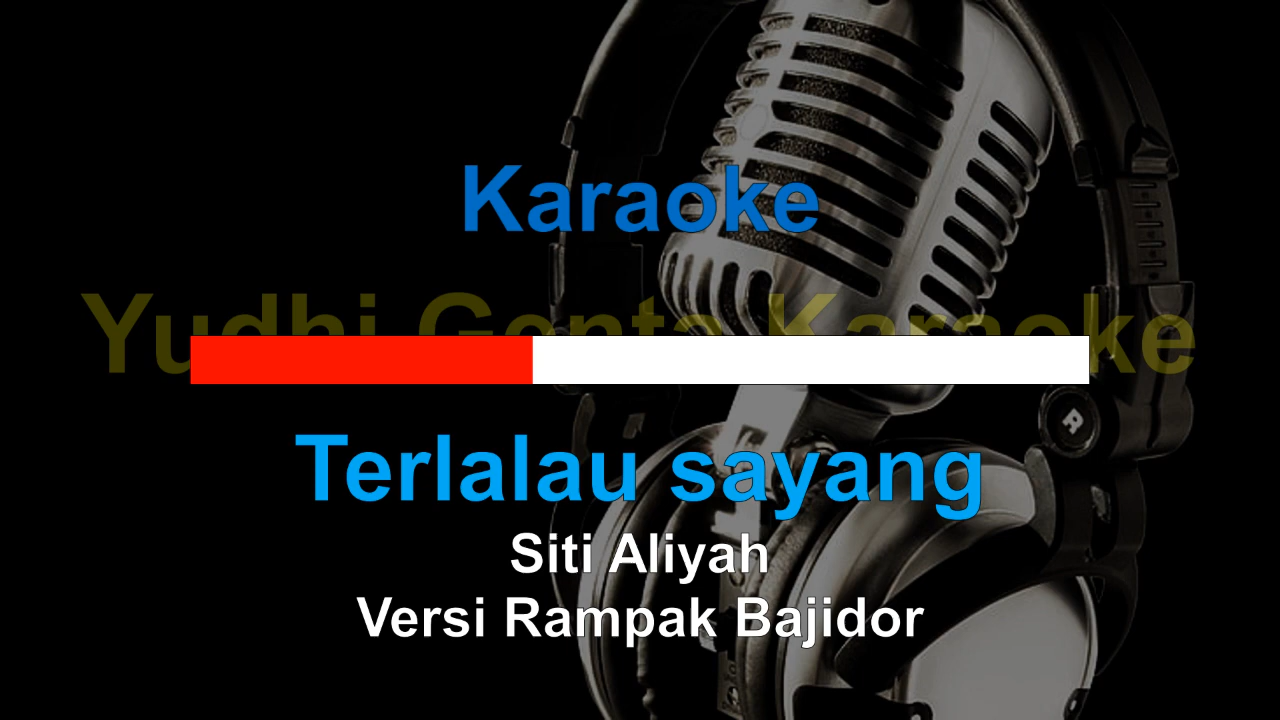 Karaoke
Yudhi Genta Karaoke
Terlalau sayang
Siti Aliyah
Versi Rampak Bajidor